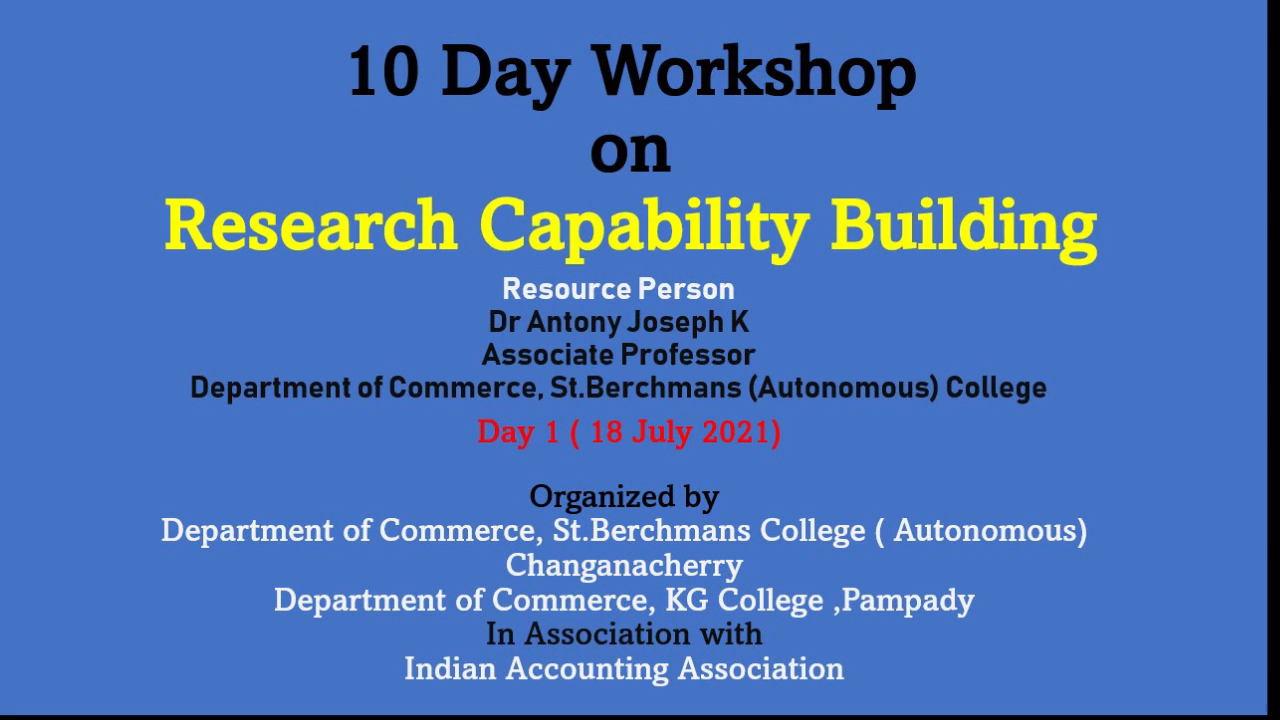 10 Day Workshop
on
Research Capability Building
Resource Person
Dr Antony Joseph K
Associate Professor
Department of Commerce, St.Berchmans (Autonomous) College
Day 1 ( 18 July 2021)
Organized by
Department of Commerce, St.Berchmans College ( Autonomous)
Changanacherry
Department of Commerce, KG College ,Pampady
In Association with
Indian Accounting Association